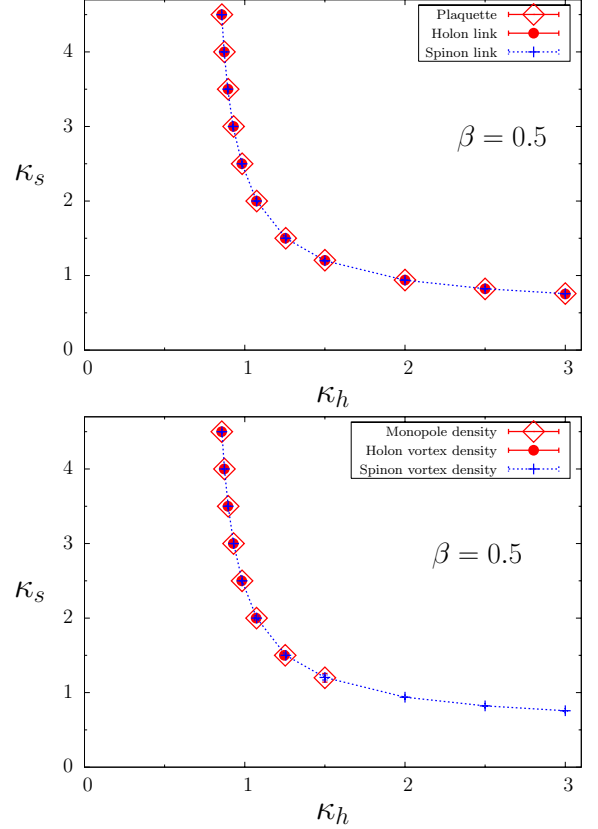 Plaquette
Holon link
Spinon link
β = 0.5
κs
4
3
2
1
0
0 1 2 3
κh
Monopole density
Holon vortex density
Spinon vortex density
β = 0.5
κs
4
3
2
1
0
0 1 2 3
κh